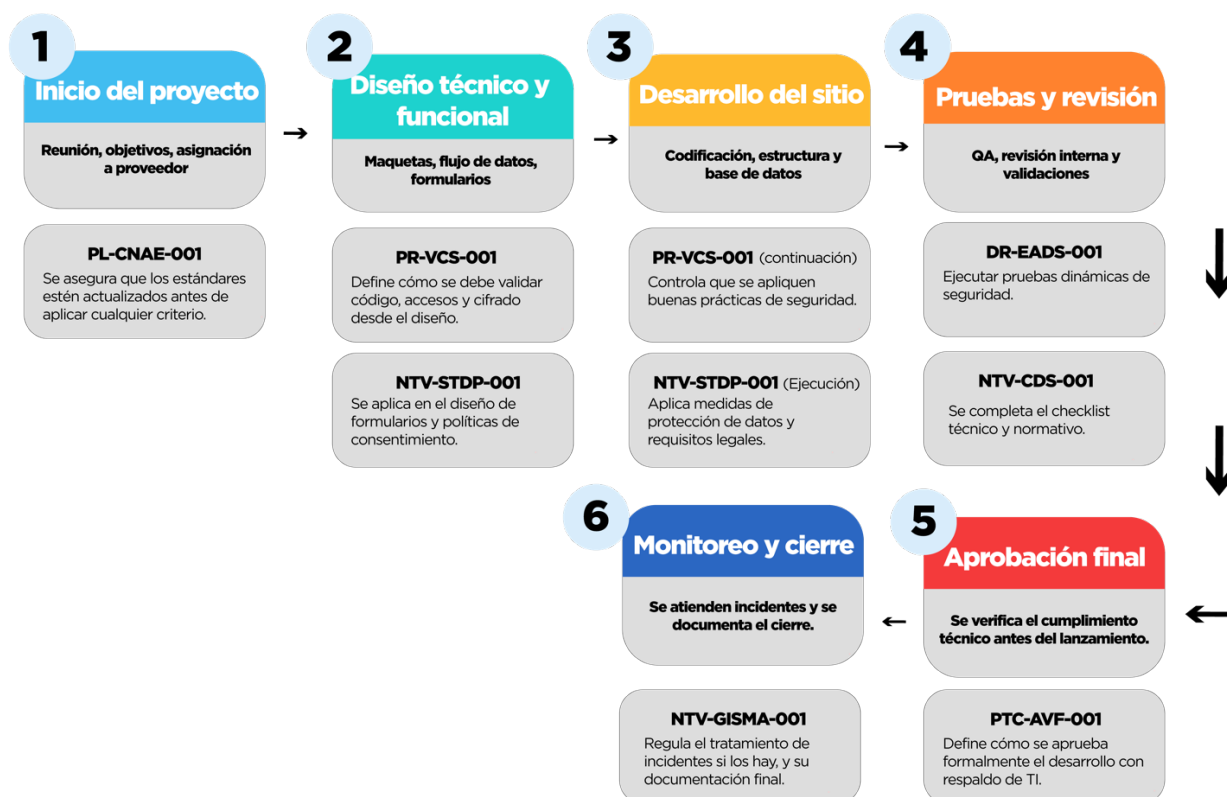 1
Inicio del proyecto
Reunión, objetivos, asignación
a proveedor
PL-CNAE-001
Se asegura que los estándares
estén actualizados antes de
aplicar cualquier criterio.
2
Diseño técnico y
funcional
Maquetas, flujo de datos,
formularios
PR-VCS-001
Define cómo se debe validar
código, accesos y cifrado
desde el diseño.
NTV-STDP-001
Se aplica en el diseño de
formularios y políticas de
consentimiento.
3
Desarrollo del sitio
Codificación, estructura y
base de datos
PR-VCS-001 (continuación)
Controla que se apliquen
buenas prácticas de seguridad.
NTV-STDP-001 (Ejecución)
Aplica medidas de
protección de datos y
requisitos legales.
4
Pruebas y revisión
QA, revisión interna y
validaciones
DR-EADS-001
Ejecutar pruebas dinámicas de
seguridad.
NTV-CDS-001
Se completa el checklist
técnico y normativo.
5
Aprobación final
Se verifica el cumplimiento
técnico antes del lanzamiento.
PTC-AVF-001
Define cómo se aprueba
formalmente el desarrollo con
respaldo de TI.
6
Monitoreo y cierre
Se atienden incidentes y se
documenta el cierre.
NTV-GISMA-001
Regula el tratamiento de
incidentes si los hay, y su
documentación final.